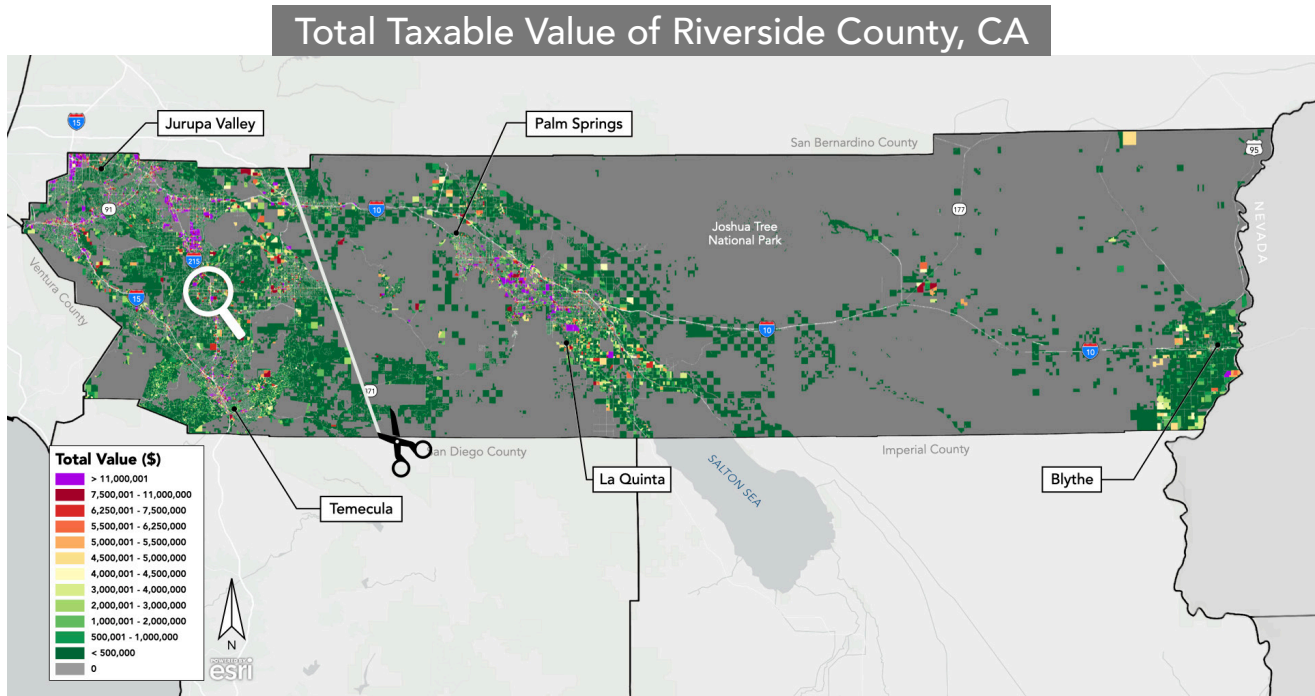 Total Taxable Value of Riverside County, CA
15
Jurupa Valley
Palm Springs
San Bernardino County
95
91
10
177
NEVADA
Joshua Tree
National Park
215
Ventura County
15
10
10
371
San Diego County
Imperial County
La Quinta
SALTON SEA
Blythe
Temecula
Total Value ($)
> 11,000,001
7,500,001 - 11,000,000
6,250,001 - 7,500,000
5,500,001 - 6,250,000
5,000,001 - 5,500,000
4,500,001 - 5,000,000
4,000,001 - 4,500,000
3,000,001 - 4,000,000
2,000,001 - 3,000,000
1,000,001 - 2,000,000
500,001 - 1,000,000
< 500,000
0
N
POWERED BY
esri